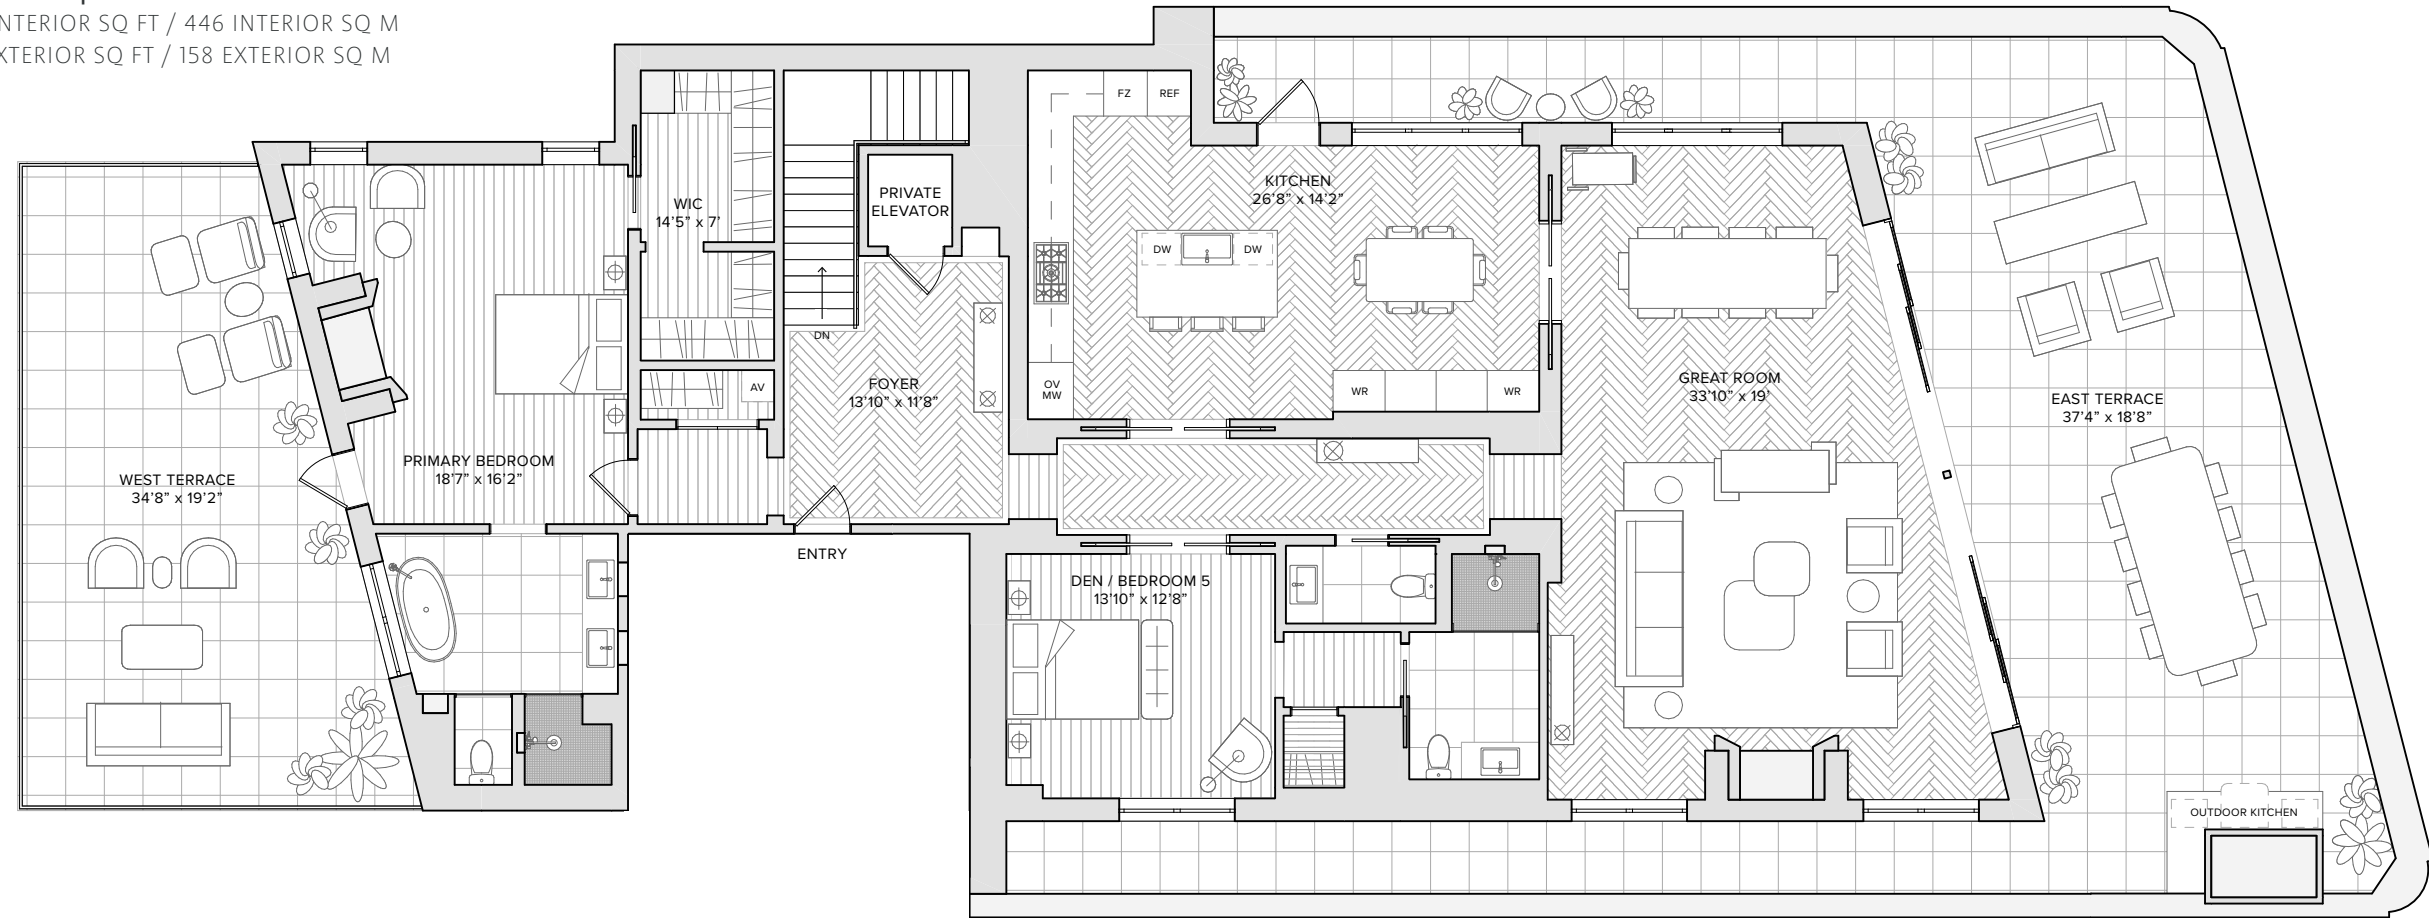 INTERIOR SQ FT / 446 INTERIOR SQ M
EXTERIOR SQ FT / 158 EXTERIOR SQ M
FZ
REF
PRIVATE
ELEVATOR
WIC
14'5" x 7'
KITCHEN
26'8" x 14'2"
DW
DW
DN
OV
MW
WR
WR
AV
FOYER
13'10" x 11'8"
GREAT ROOM
33'10" x 19'
EAST TERRACE
37'4" x 18'8"
PRIMARY BEDROOM
18'7" x 16'2"
WEST TERRACE
34'8" x 19'2"
ENTRY
DEN / BEDROOM 5
13'10" x 12'8"
OUTDOOR KITCHEN